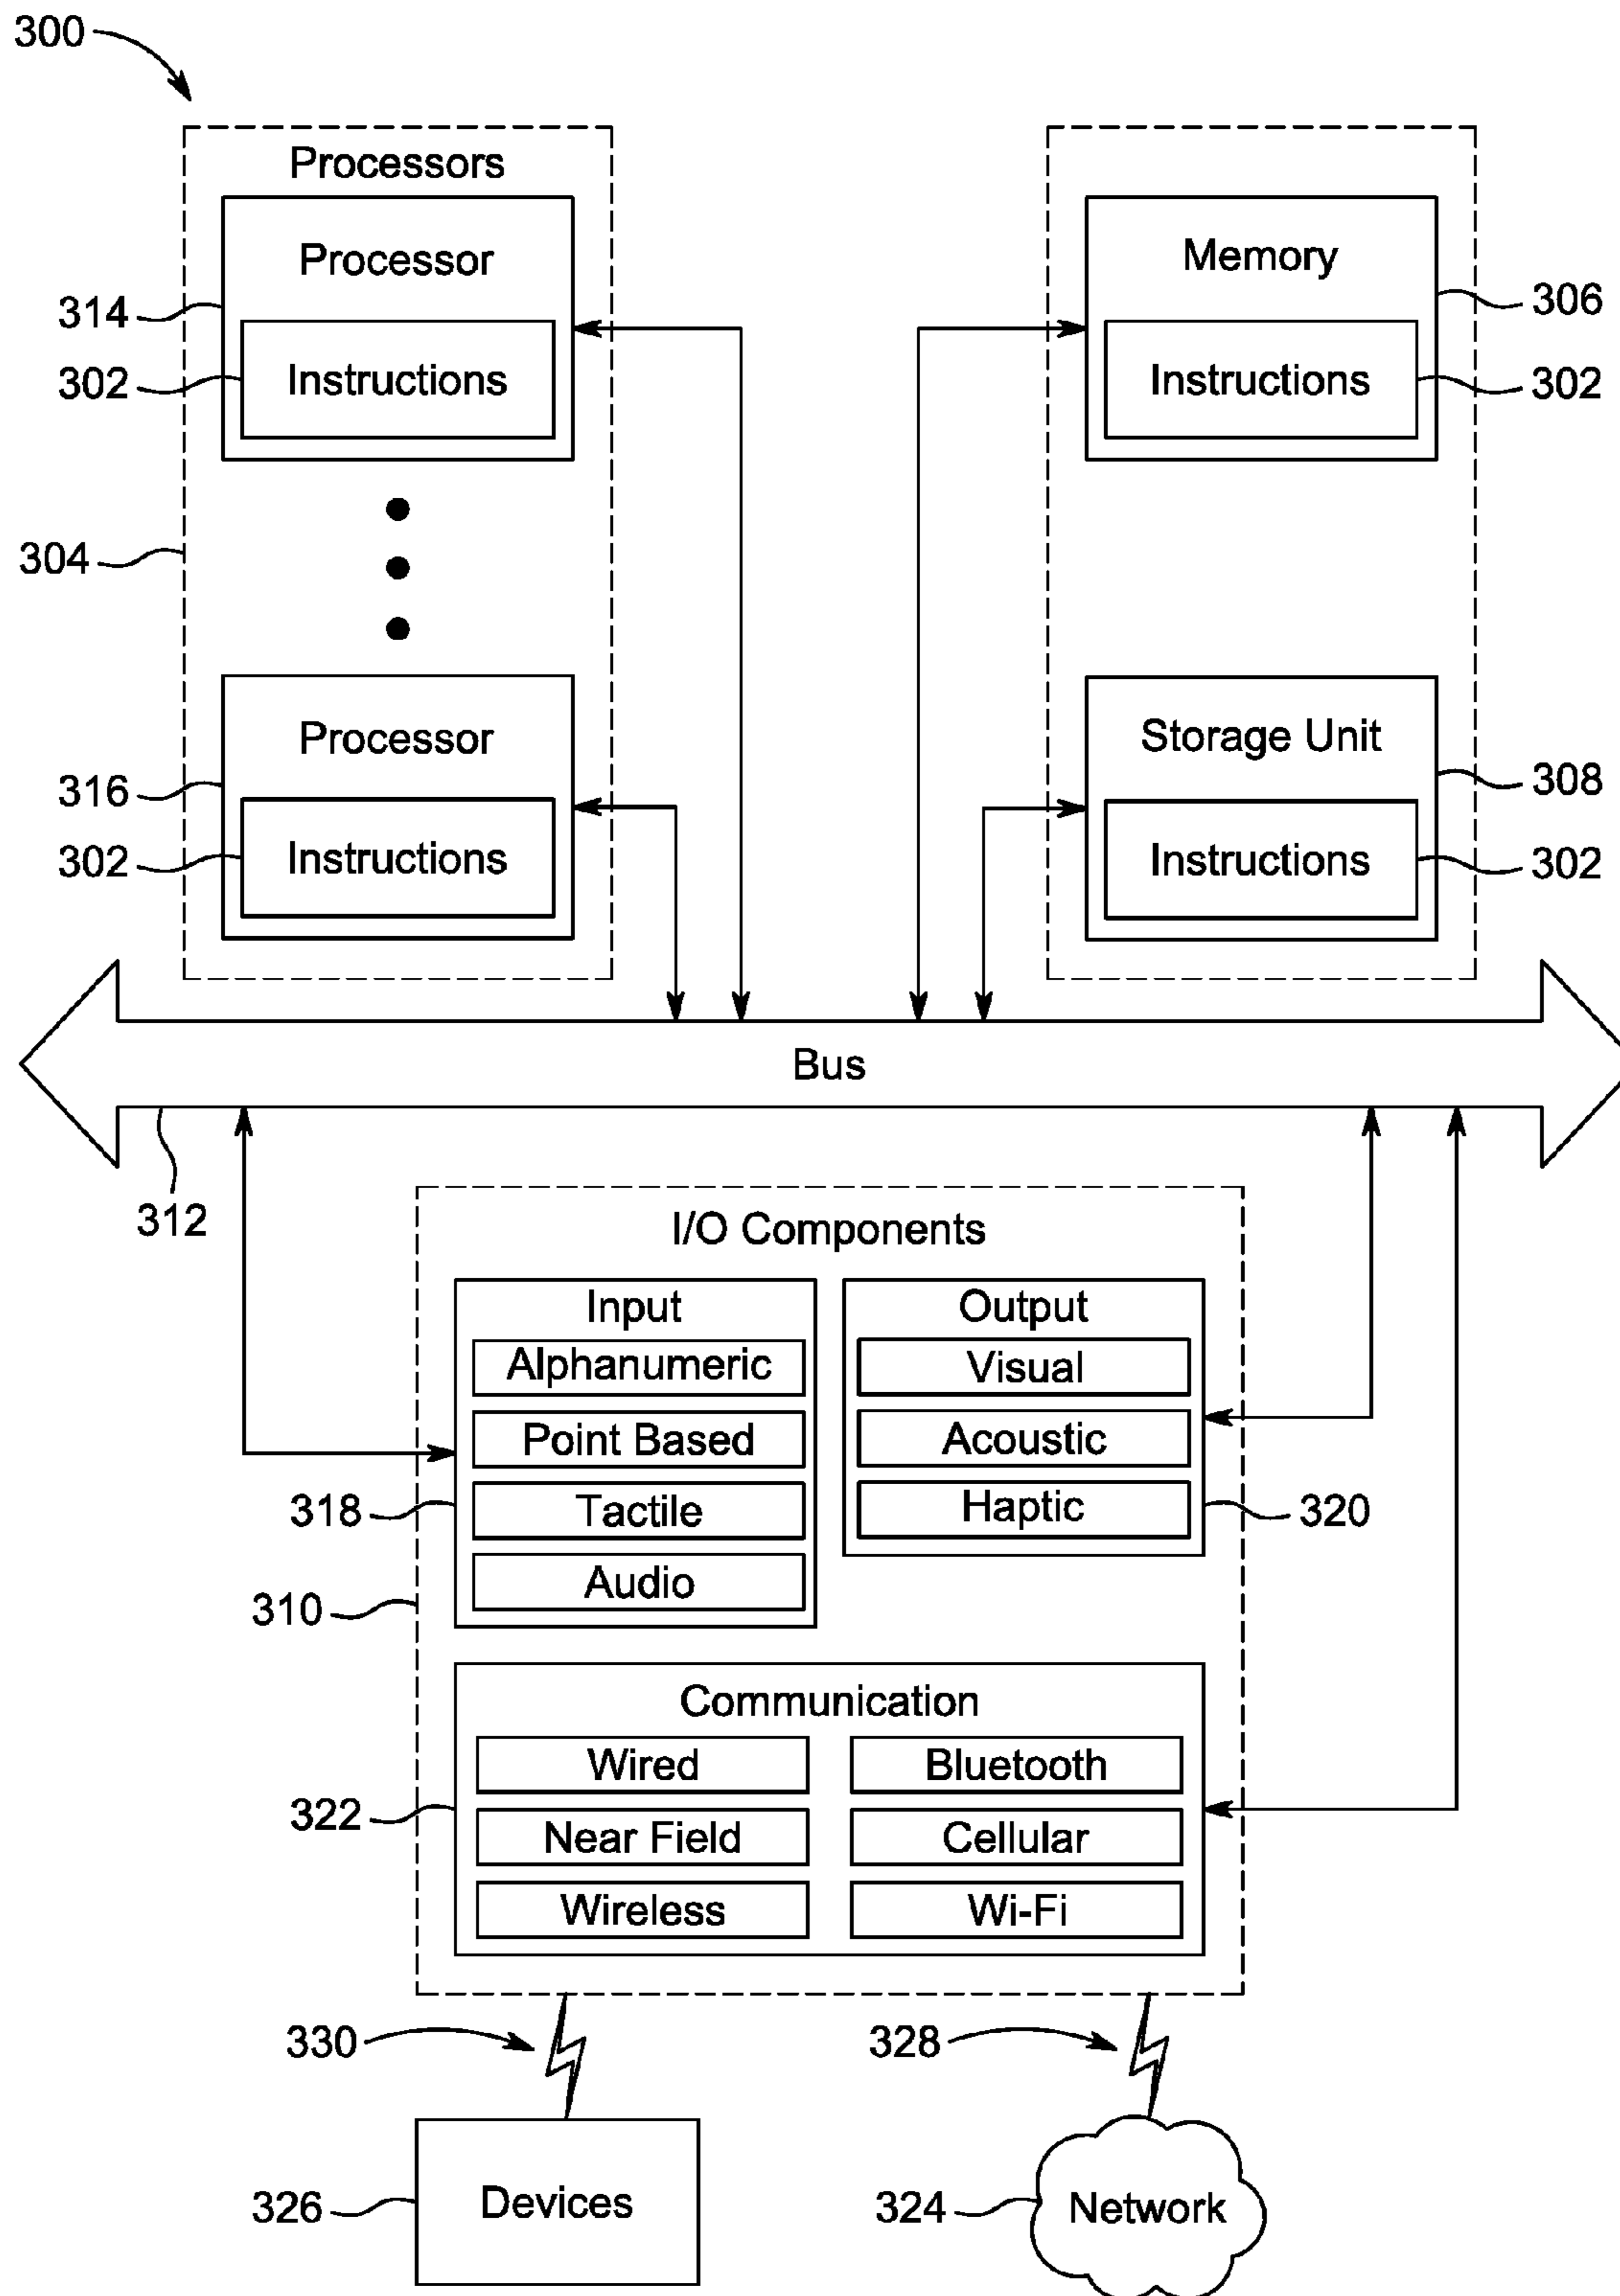 300
Processors
Processor
314
302
Instructions
304
Processor
316
302
Instructions
Memory
306
Instructions
302
Storage Unit
308
Instructions
302
Bus
312
I/O Components
Input
Alphanumeric
Point Based
318
Tactile
Audio
310
Output
Visual
Acoustic
Haptic
320
Communication
Wired
Bluetooth
322
Near Field
Cellular
Wireless
Wi-Fi
330
328
326
Devices
324
Network